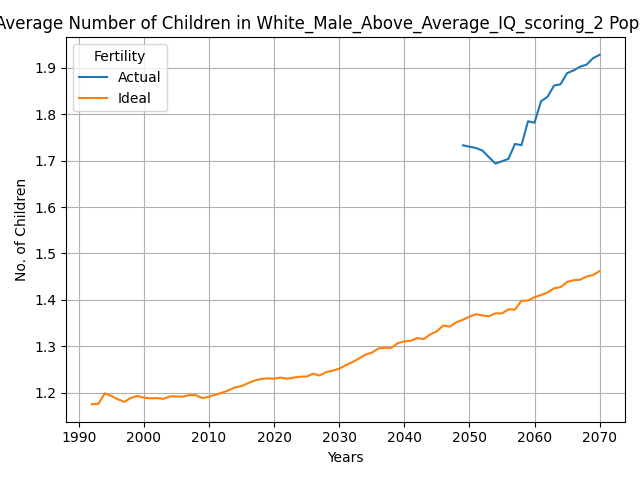 Average Number of Children in White_Male_Above_Average_IQ_scoring_2 Pop
Fertility
Actual
Ideal
No. of Children
1.9
1.8
1.7
1.6
1.5
1.4
1.3
1.2
1990 2000 2010 2020 2030 2040 2050 2060 2070
Years